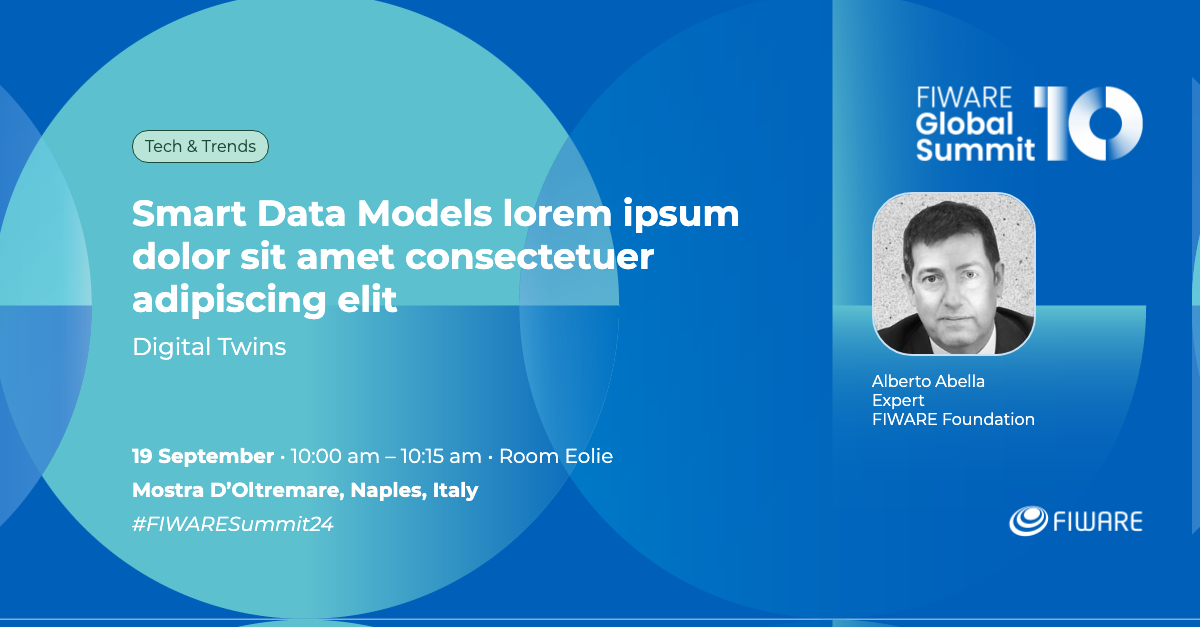 Tech & Trends
Smart Data Models lorem ipsum
dolor sit amet consectetuer
adipiscing elit
Digital Twins
19 September · 10:00 am – 10:15 am · Room Eolie
Mostra D’Oltremare, Naples, Italy
#FIWARESummit24
FIWARE
Global
Summit 10
Alberto Abella
Expert
FIWARE Foundation
FIWARE